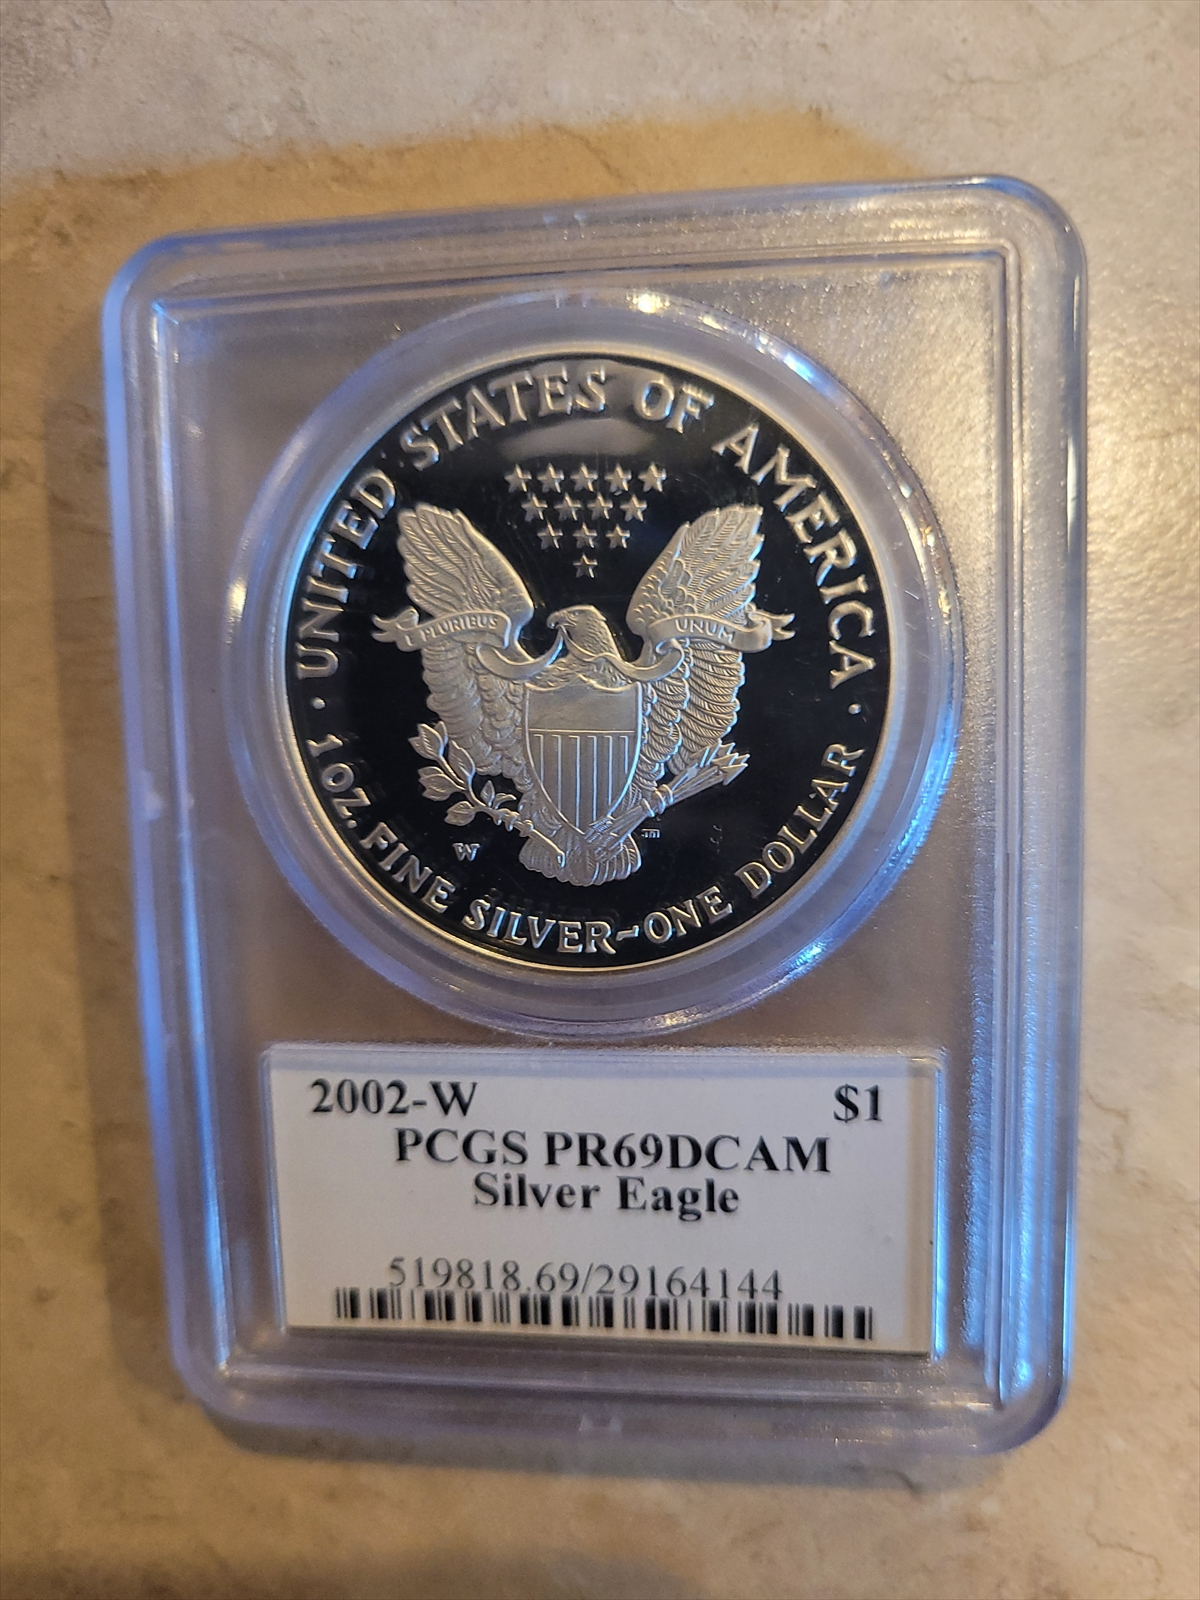 UNITED STATES OF AMERICA
E PLURIBUS UNUM
W
TM
· 1 OZ. FINE SILVER~ONE DOLLAR ·
2002-W $1
PCGS PR69DCAM
Silver Eagle
519818.69/29164144